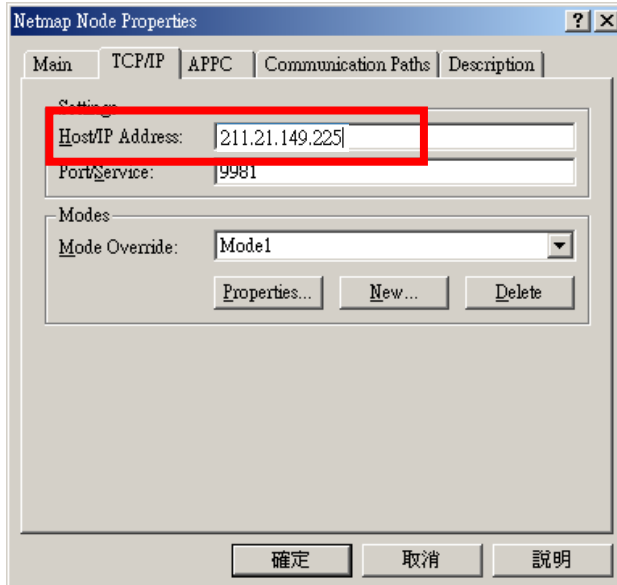 Netmap Node Properties
Main TCP/IP APPC Communication Paths Description
Settings
Host/IP Address: 211.21.149.225
Port/Service: 9981
Modes
Mode Override: Mode1
Properties... New... Delete
確定 取消 說明